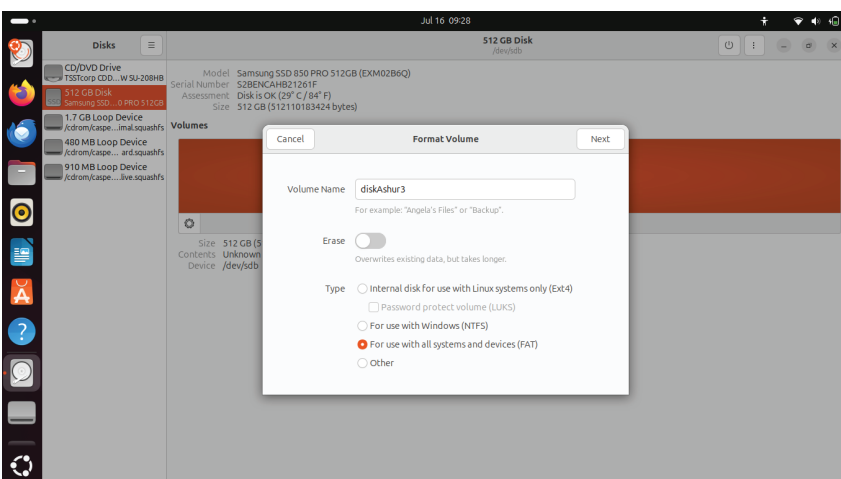 Jul 16 09:28
Disks
512 GB Disk
/dev/sdb
CD/DVD Drive
TSSTcorp CDD...W SU-208HB
512 GB Disk
Samsung SSD...0 PRO 512GB
1.7 GB Loop Device
/cdrom/caspe...imal.squashfs
480 MB Loop Device
/cdrom/caspe... ard.squashfs
910 MB Loop Device
/cdrom/caspe....live.squashfs
Model Samsung SSD 850 PRO 512GB (EXM02B6Q)
Serial Number S2BENCAHB21261F
Assessment Disk is OK (29° C / 84° F)
Size 512 GB (512110183424 bytes)
Volumes
Size 512 GB (5
Contents Unknown
Device /dev/sdb
Cancel
Format Volume
Next
Volume Name diskAshur3
For example: "Angela's Files" or "Backup".
Erase
Overwrites existing data, but takes longer.
Type Internal disk for use with Linux systems only (Ext4)
Password protect volume (LUKS)
For use with Windows (NTFS)
For use with all systems and devices (FAT)
Other